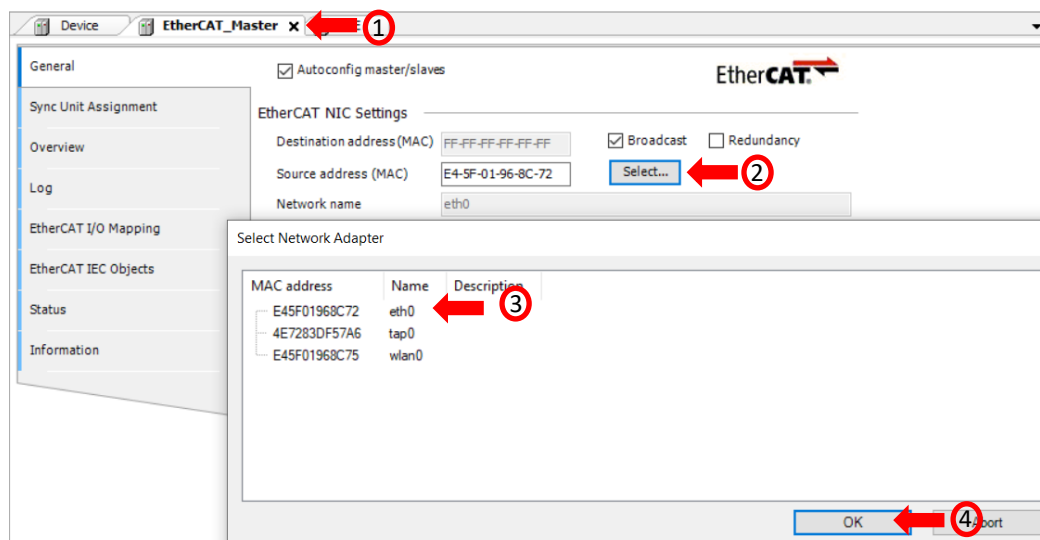 Device EtherCAT_Master X 1 E
General Autoconfig master/slaves EtherCAT.
Sync Unit Assignment EtherCAT NIC Settings
Overview Destination address (MAC) FF-FF-FF-FF-FF-FF Broadcast Redundancy
Source address (MAC) E4-5F-01-96-8C-72 Select... 2
Log
Network name eth0
EtherCAT I/O Mapping
Select Network Adapter
EtherCAT IEC Objects
MAC address Name Description
Status E45F01968C72 eth0 3
4E7283DF57A6 tap0
Information E45F01968C75 wlan0
OK 4 Abort